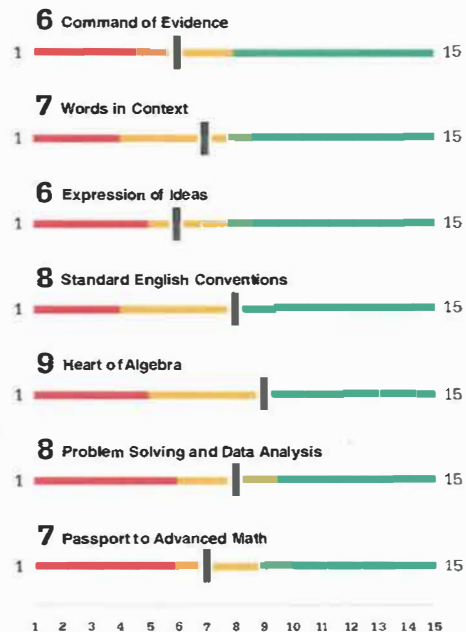 6 Command of Evidence
1 15
7 Words in Context
1 15
6 Expression of Ideas
1 15
8 Standard English Conventions
1 15
9 Heart of Algebra
1 15
8 Problem Solving and Data Analysis
1 15
7 Passport to Advanced Math
1 15
1 2 3 4 5 6 7 8 9 10 11 12 13 14 15